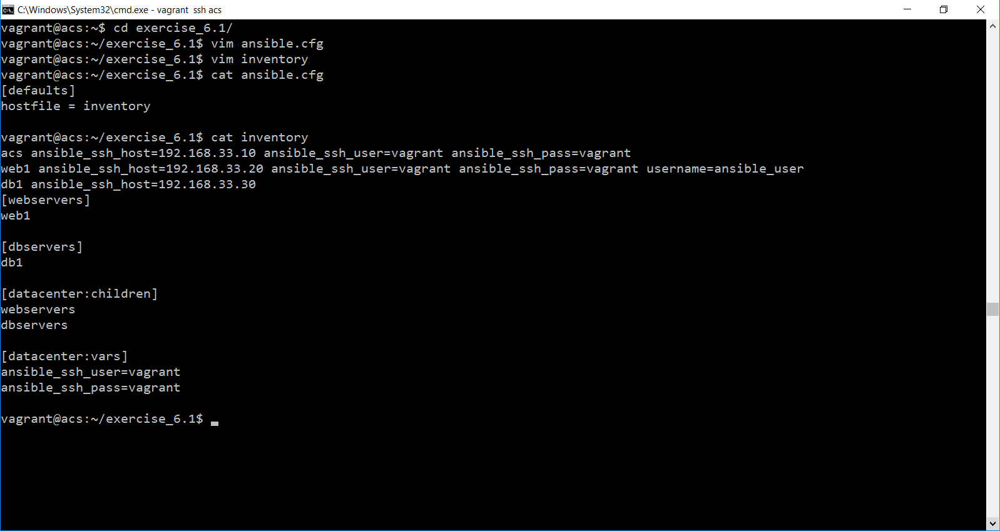 C:\Windows\System32\cmd.exe - vagrant  ssh acs
vagrant@acs:~$ cd exercise_6.1/
vagrant@acs:~/exercise_6.1$ vim ansible.cfg
vagrant@acs:~/exercise_6.1$ vim inventory
vagrant@acs:~/exercise_6.1$ cat ansible.cfg
[defaults]
hostfile = inventory
vagrant@acs:~/exercise_6.1$ cat inventory
acs ansible_ssh_host=192.168.33.10 ansible_ssh_user=vagrant ansible_ssh_pass=vagrant
web1 ansible_ssh_host=192.168.33.20 ansible_ssh_user=vagrant ansible_ssh_pass=vagrant username=ansible_user
db1 ansible_ssh_host=192.168.33.30
[webservers]
web1
[dbservers]
db1
[datacenter:children]
webservers
dbservers
[datacenter:vars]
ansible_ssh_user=vagrant
ansible_ssh_pass=vagrant
vagrant@acs:~/exercise_6.1$